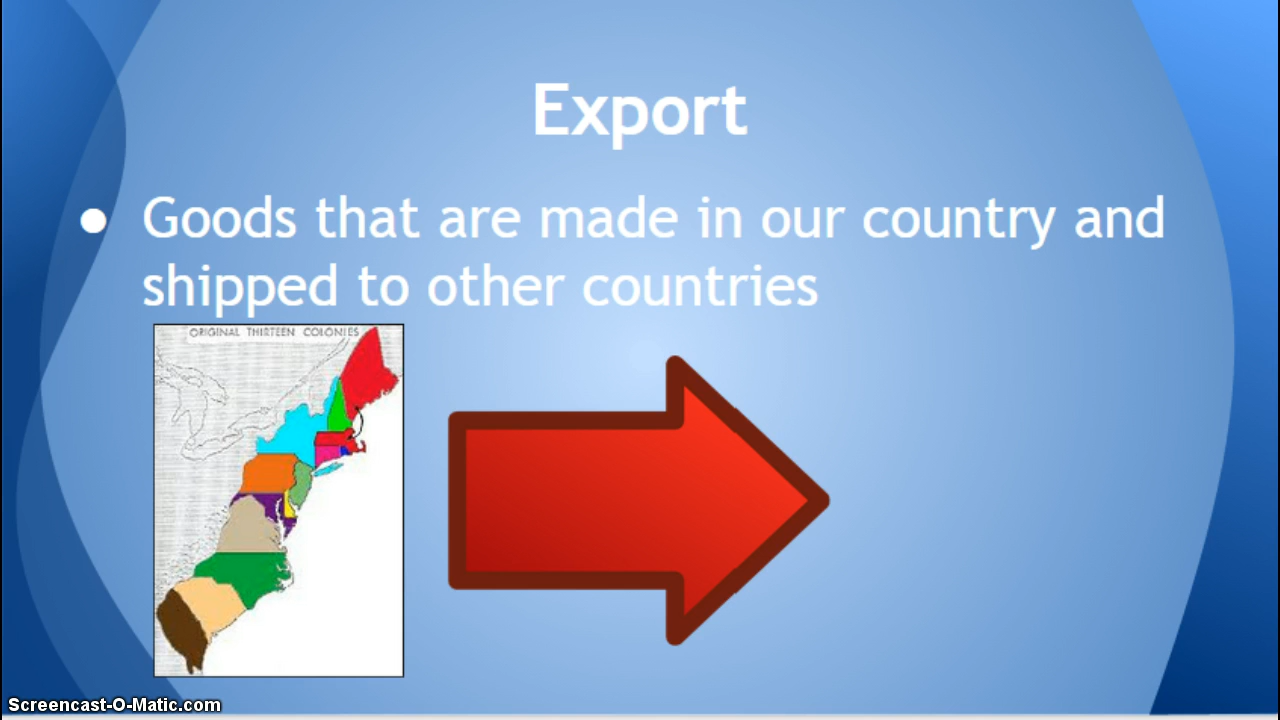 Export
● Goods that are made in our country and
shipped to other countries
ORIGINAL THIRTEEN COLONIES
Screencast-O-Matic.com